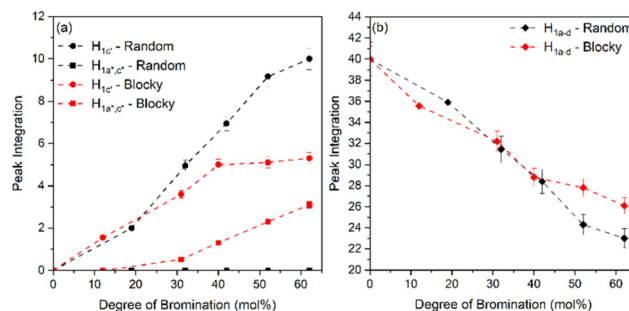 (a)
H1c' - Random
H1a*,c* - Random
H1c' - Blocky
H1a*,c* - Blocky
Peak Integration
12
10
8
6
4
2
0
0 10 20 30 40 50 60
Degree of Bromination (mol%)
(b)
H1a-d - Random
H1a-d - Blocky
Peak Integration
44
42
40
38
36
34
32
30
28
26
24
22
20
0 10 20 30 40 50 60
Degree of Bromination (mol%)